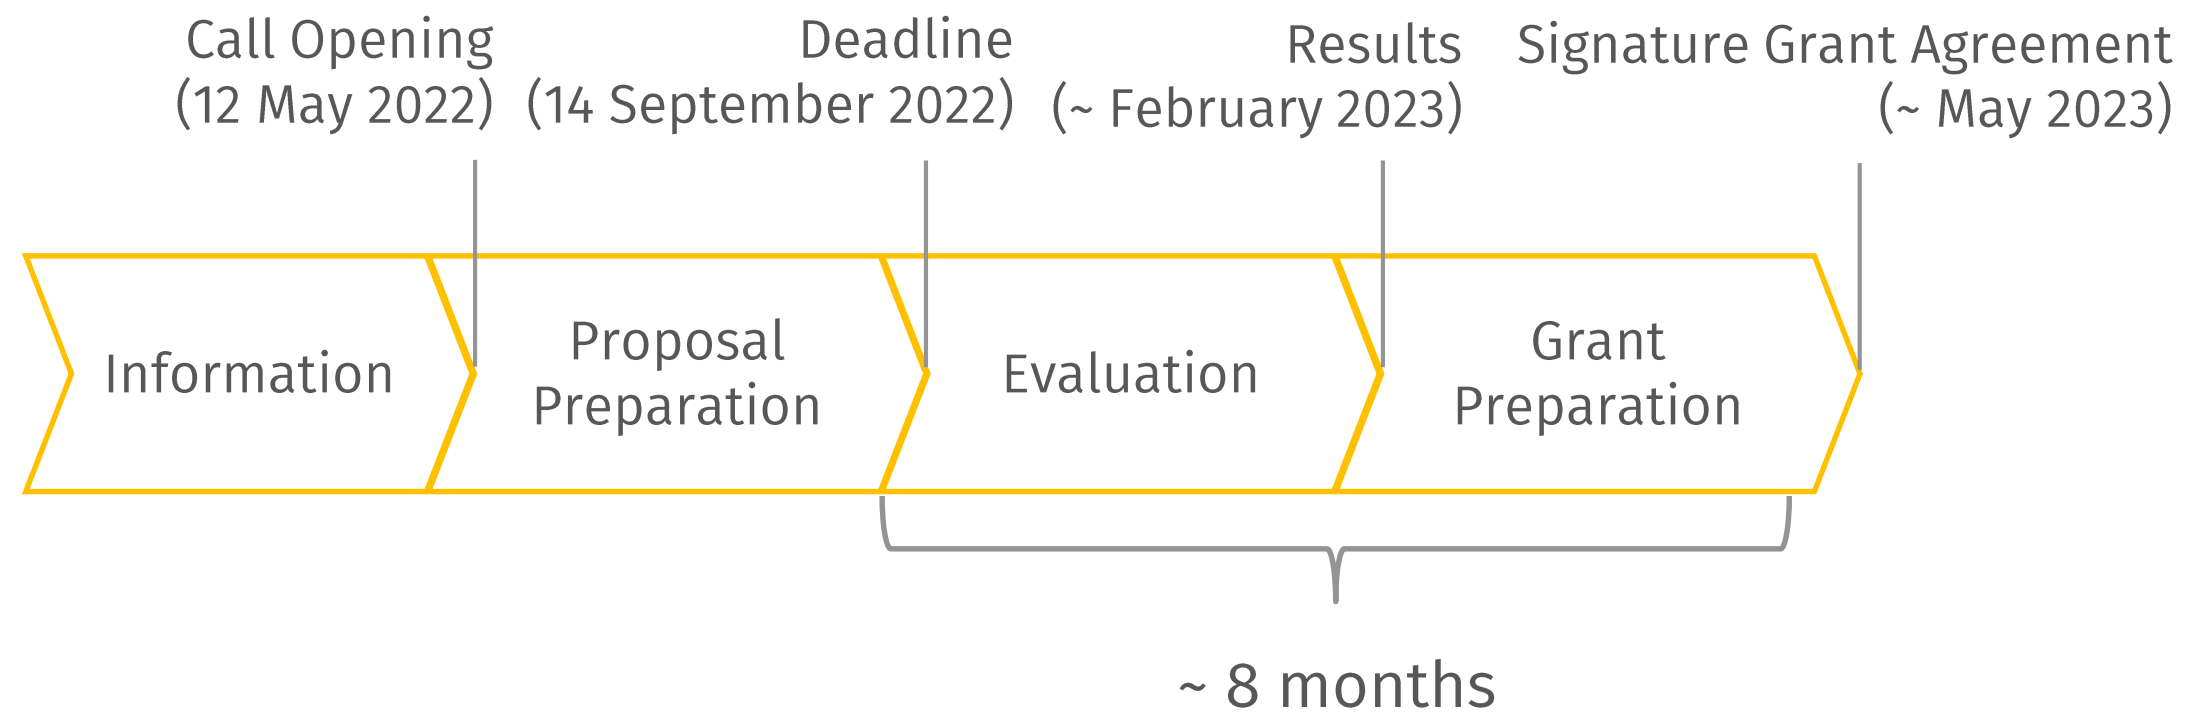 Call Opening
(12 May 2022)
Deadline
(14 September 2022)
Results
(~ February 2023)
Signature Grant Agreement
(~ May 2023)
Information
Proposal
Preparation
Evaluation
Grant
Preparation
~ 8 months